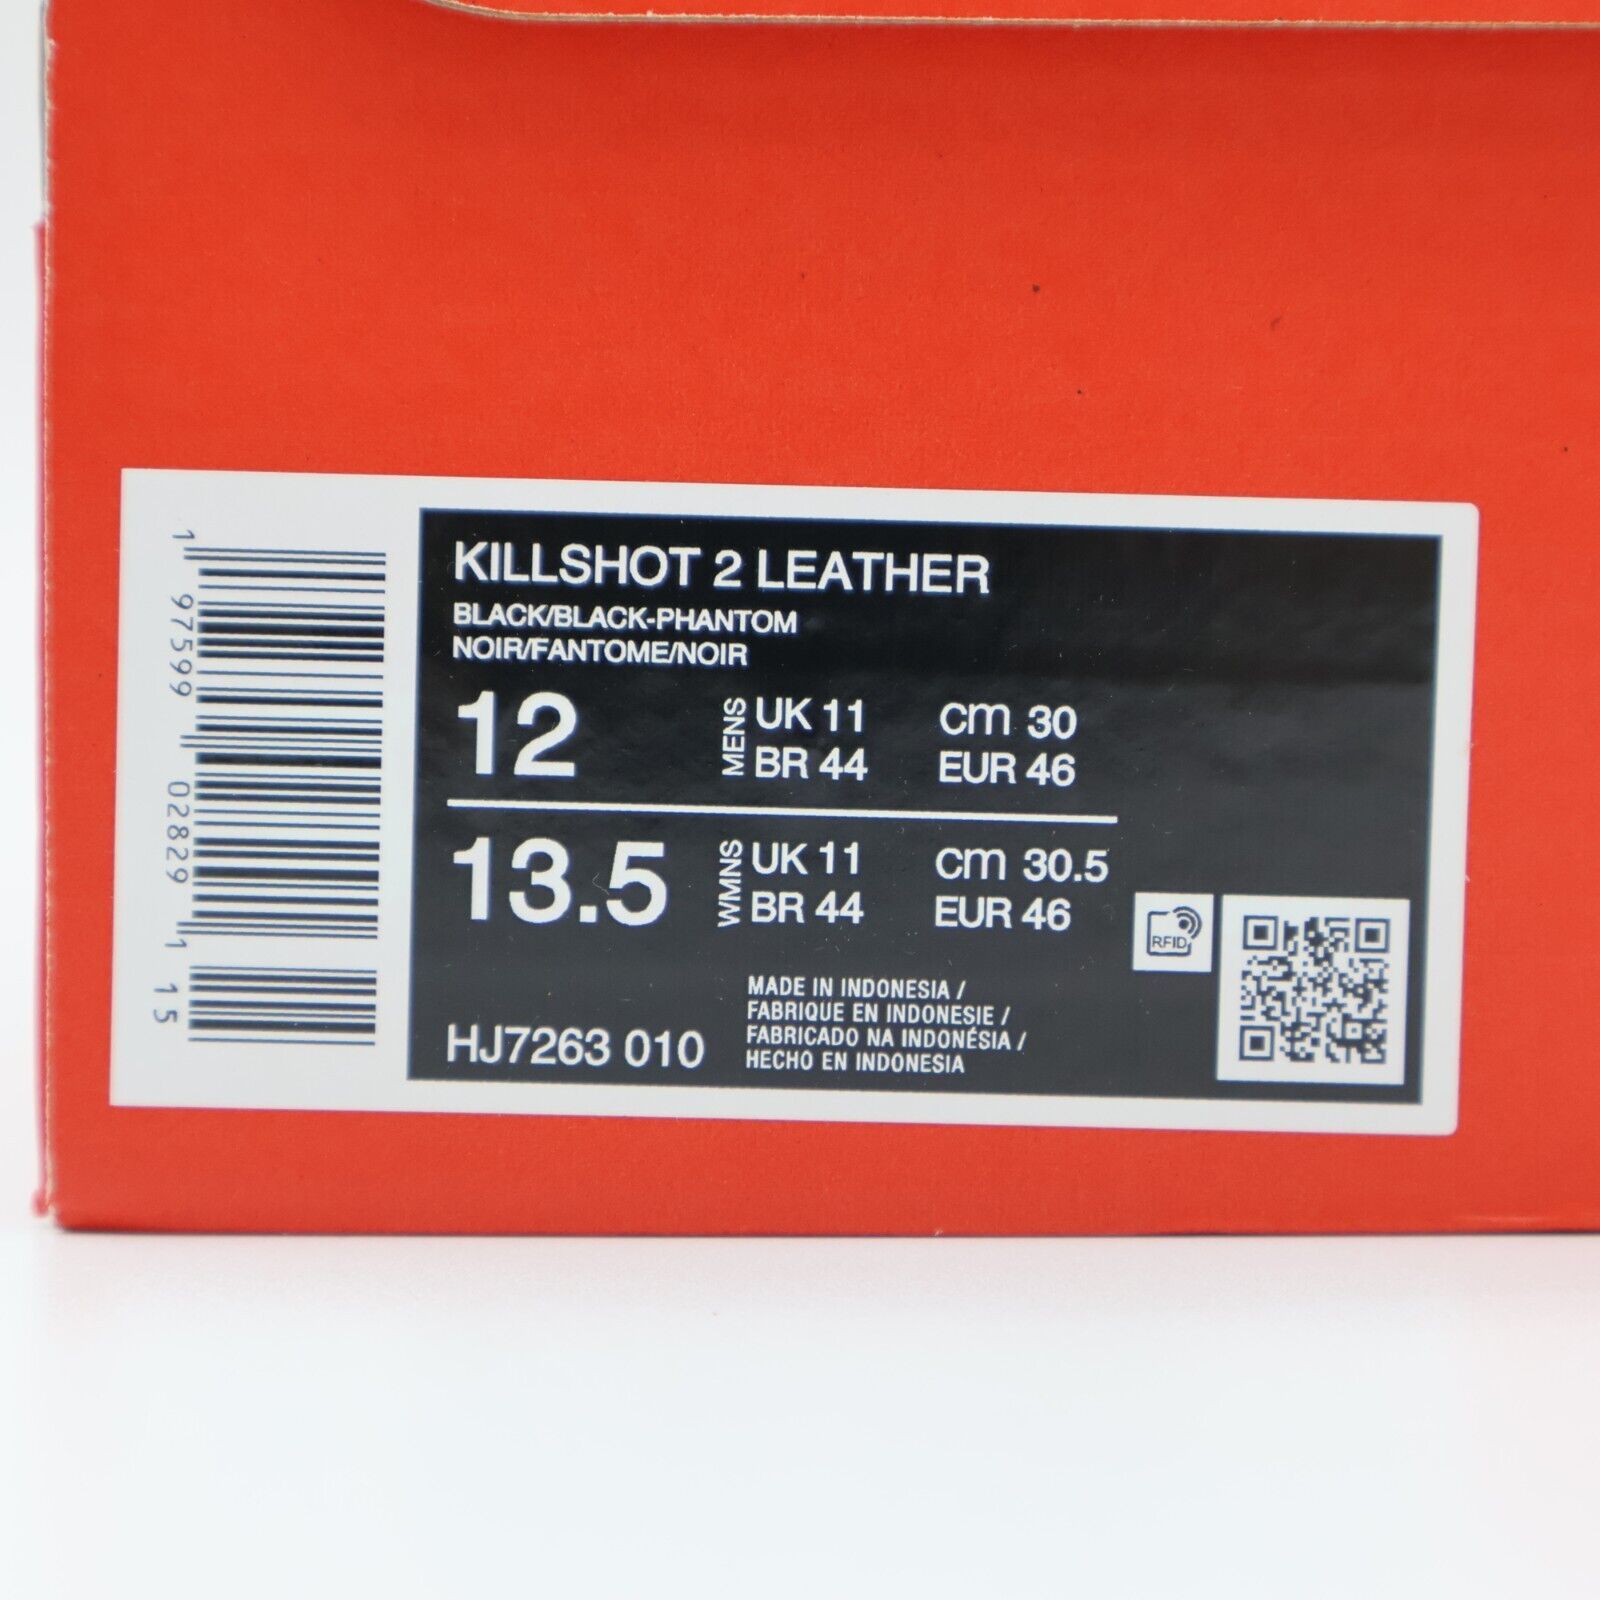 KILLSHOT 2 LEATHER
BLACK/BLACK-PHANTOM
NOIR/FANTOME/NOIR
12 MENS UK 11 cm 30
BR 44 EUR 46
13.5 WMNS UK 11 cm 30.5
BR 44 EUR 46
RFID
HJ7263 010
MADE IN INDONESIA /
FABRIQUE EN INDONESIE /
FABRICADO NA INDONÉSIA /
HECHO EN INDONESIA
1 97599 02829 1 15